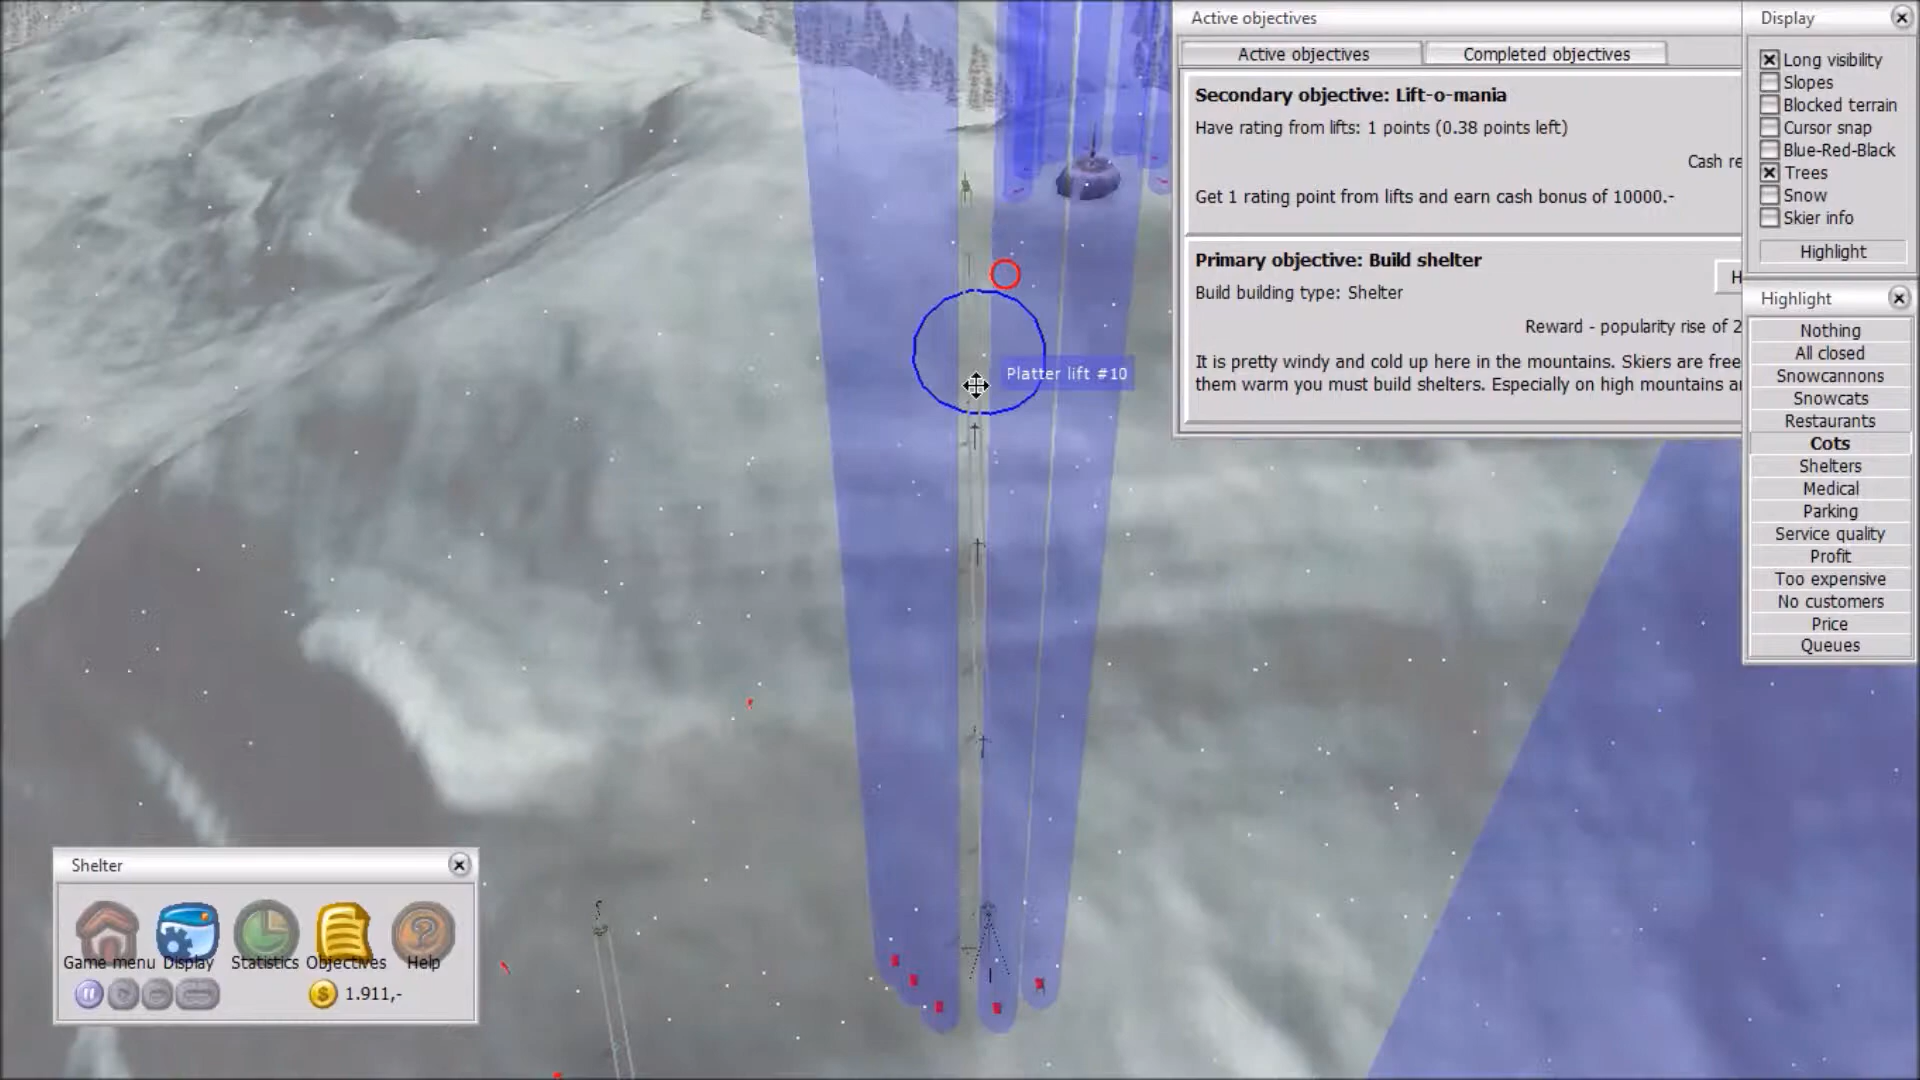 Active objectives
Active objectives
Completed objectives
Secondary objective: Lift-o-mania
Have rating from lifts: 1 points (0.38 points left)
Cash re
Get 1 rating point from lifts and earn cash bonus of 10000.-
Primary objective: Build shelter
H
Build building type: Shelter
Reward - popularity rise of 2
It is pretty windy and cold up here in the mountains. Skiers are free
them warm you must build shelters. Especially on high mountains a
Display
Long visibility
Slopes
Blocked terrain
Cursor snap
Blue-Red-Black
Trees
Snow
Skier info
Highlight
Highlight
Nothing
All closed
Snowcannons
Snowcats
Restaurants
Cots
Shelters
Medical
Parking
Service quality
Profit
Too expensive
No customers
Price
Queues
Platter lift #10
Shelter
Game menu
Display
Statistics
Objectives
Help
1.911,-